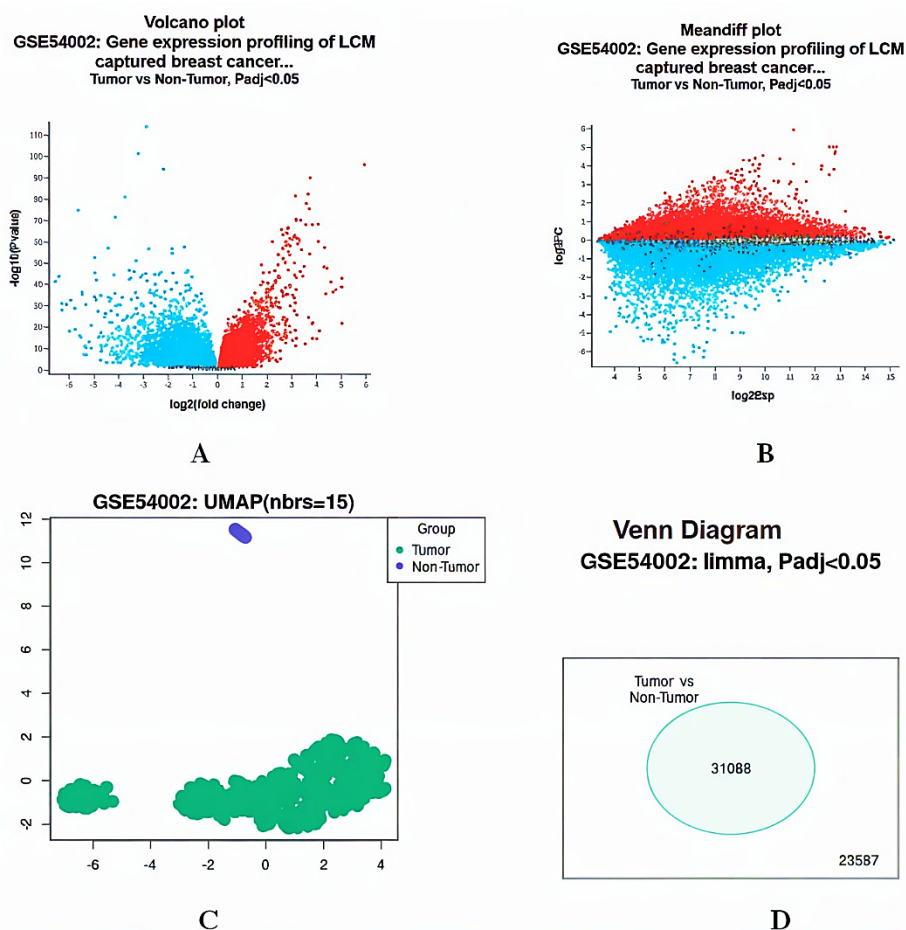 Volcano plot
GSE54002: Gene expression profiling of LCM
captured breast cancer...
Tumor vs Non-Tumor, Padj<0.05
110
100
90
80
70
60
50
40
30
20
10
0
-log10(Pvalue)
-6 -5 -4 -3 -2 -1 0 1 2 3 4 5 6
log2(fold change)
A
Meandiff plot
GSE54002: Gene expression profiling of LCM
captured breast cancer...
Tumor vs Non-Tumor, Padj<0.05
6
5
4
3
2
1
0
-1
-2
-3
-4
-5
-6
4 5 6 7 8 9 10 11 12 13 14 15
B
GSE54002: UMAP(nbrs=15)
12
10
8
6
4
2
0
-2
-6 -4 -2 0 2 4
Group
Tumor
Non-Tumor
C
Venn Diagram
GSE54002: limma, Padj<0.05
Tumor vs
Non-Tumor
31088
23587
D